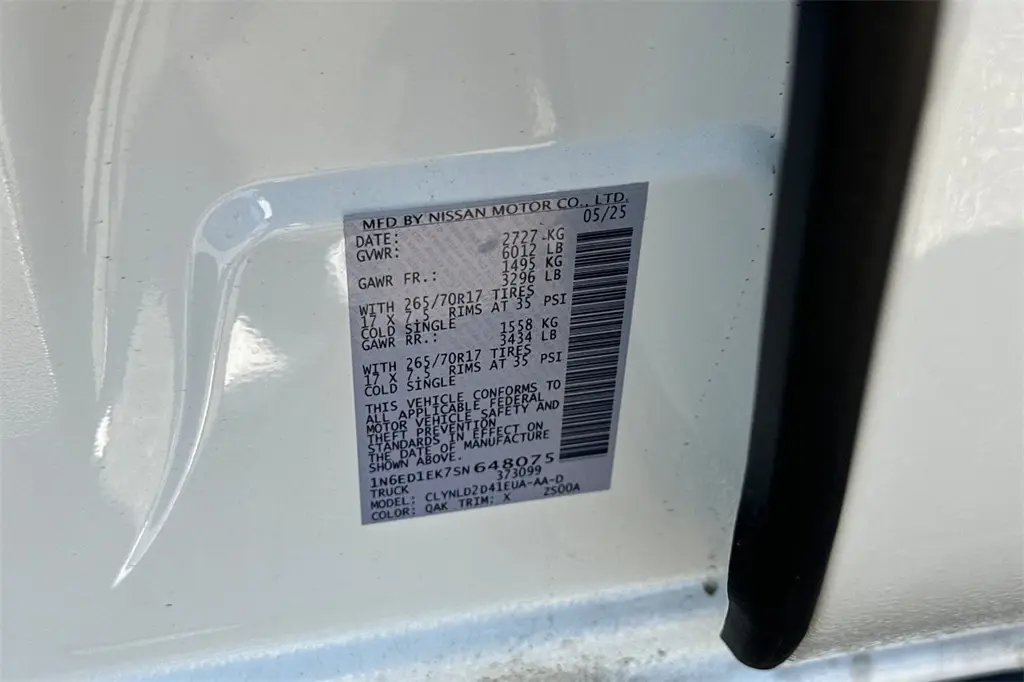 MFD BY NISSAN MOTOR CO., LTD.
DATE: 05/25
GVWR: 2727 KG
6012 LB
GAWR FR.: 1495 KG
3296 LB
WITH 265/70R17 TIRES
17 X 7.5 RIMS AT 35 PSI
COLD SINGLE
GAWR RR.: 1558 KG
3434 LB
WITH 265/70R17 TIRES
17 X 7.5 RIMS AT 35 PSI
COLD SINGLE
THIS VEHICLE CONFORMS TO
ALL APPLICABLE FEDERAL
MOTOR VEHICLE SAFETY AND
THEFT PREVENTION
STANDARDS IN EFFECT ON
THE DATE OF MANUFACTURE
SHOWN ABOVE.
1N6ED1EK7SN648075
TRUCK 373099
MODEL: CLYNLD2D41EUA-AA-D
COLOR: QAK TRIM: X 2S00A